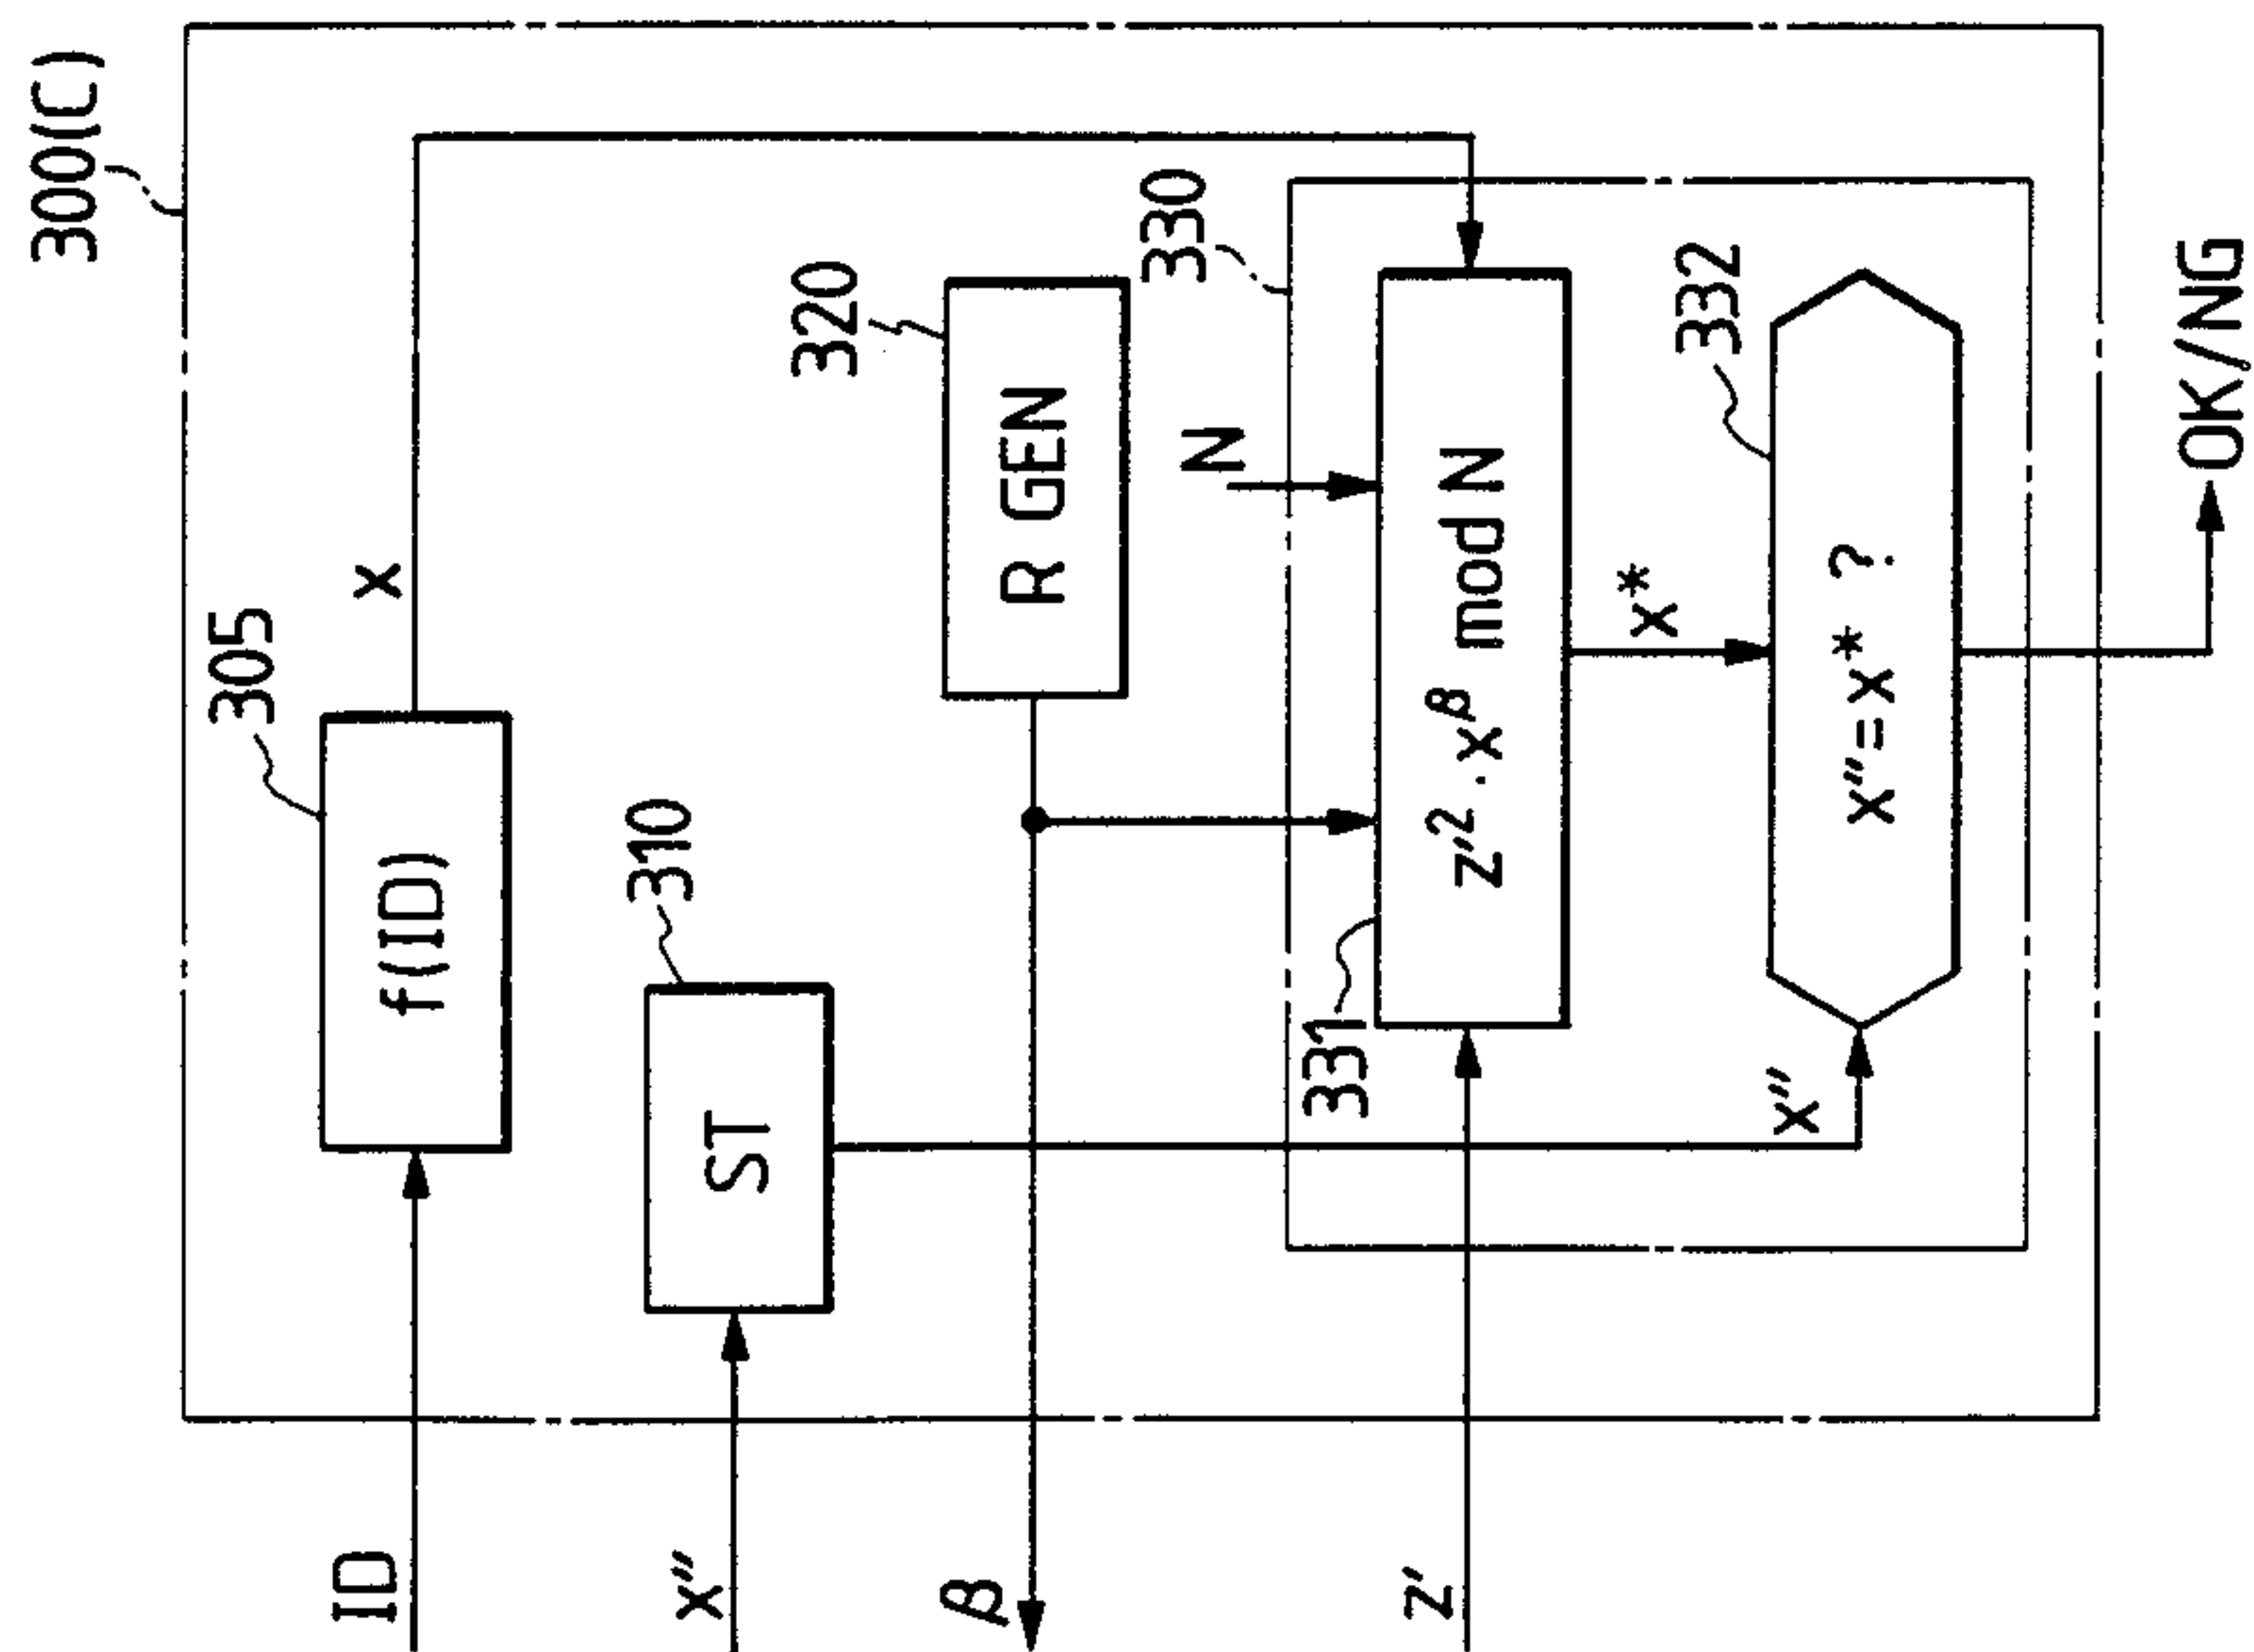 300(C)
305
f(ID)
x
ID
310
ST
x″
320
R GEN
β
330
N
331
z′² · x^β mod N
z′
x*
332
x″ = x* ?
x″
OK/NG